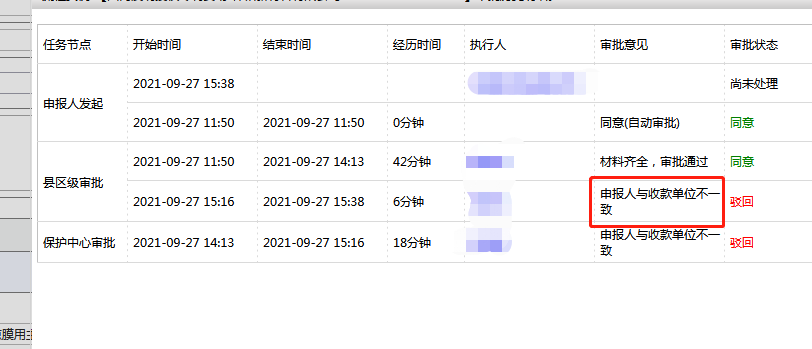 任务节点 开始时间 结束时间 经历时间 执行人 审批意见 审批状态
申报人发起
2021-09-27 15:38 尚未处理
2021-09-27 11:50 2021-09-27 11:50 0分钟 同意(自动审批) 同意
县区级审批
2021-09-27 11:50 2021-09-27 14:13 42分钟 材料齐全，审批通过 同意
2021-09-27 15:16 2021-09-27 15:38 6分钟 申报人与收款单位不一
致 驳回
保护中心审批 2021-09-27 14:13 2021-09-27 15:16 18分钟 申报人与收款单位不一
致 驳回
膜用主